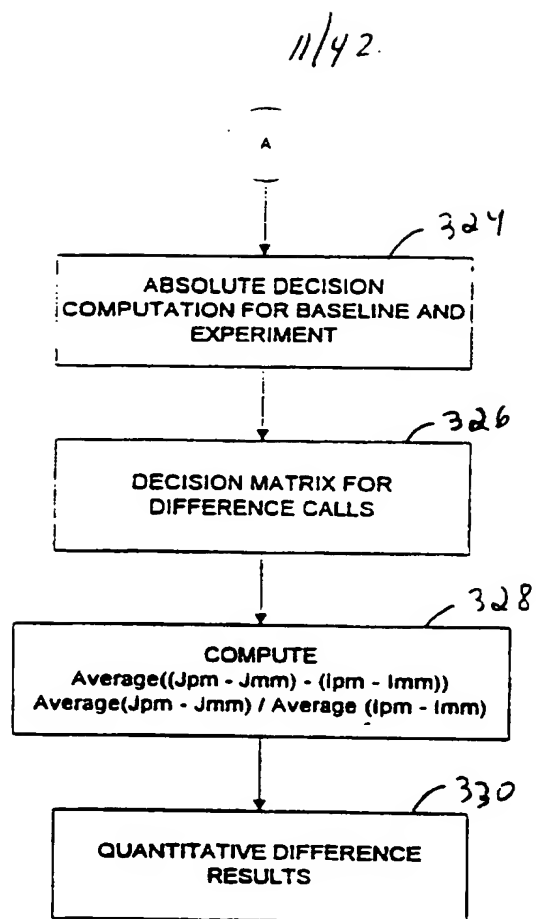 11/42.
A
324
ABSOLUTE DECISION
COMPUTATION FOR BASELINE AND
EXPERIMENT
326
DECISION MATRIX FOR
DIFFERENCE CALLS
328
COMPUTE
Average((Jpm - Jmm) - (Ipm - Imm))
Average(Jpm - Jmm) / Average (Ipm - Imm)
330
QUANTITATIVE DIFFERENCE
RESULTS